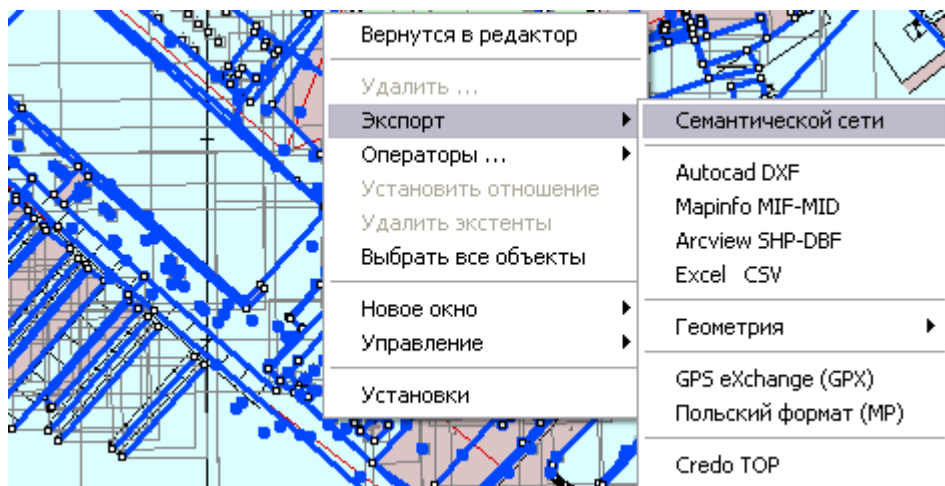 Вернутся в редактор
Удалить ...
Экспорт
Операторы ...
Установить отношение
Удалить экстенты
Выбрать все объекты
Новое окно
Управление
Установки
Семантической сети
Autocad DXF
Mapinfo MIF-MID
Arcview SHP-DBF
Excel CSV
Геометрия
GPS eXchange (GPX)
Польский формат (MP)
Credo TOP